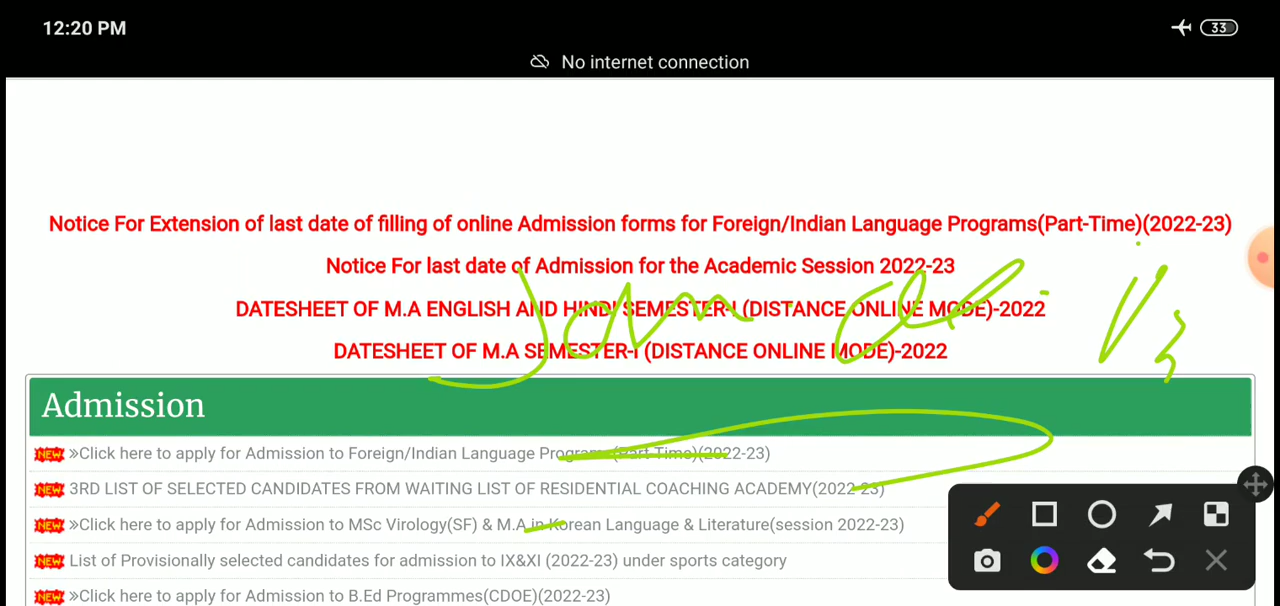 12:20 PM
33
No internet connection
Notice For Extension of last date of filling of online Admission forms for Foreign/Indian Language Programs(Part-Time)(2022-23)
Notice For last date of Admission for the Academic Session 2022-23
DATESHEET OF M.A ENGLISH AND HINDI SEMESTER-I (DISTANCE ONLINE MODE)-2022
DATESHEET OF M.A SEMESTER-I (DISTANCE ONLINE MODE)-2022
Admission
NEW »Click here to apply for Admission to Foreign/Indian Language Programs(Part-Time)(2022-23)
NEW 3RD LIST OF SELECTED CANDIDATES FROM WAITING LIST OF RESIDENTIAL COACHING ACADEMY(2022-23)
NEW »Click here to apply for Admission to MSc Virology(SF) & M.A in Korean Language & Literature(session 2022-23)
NEW List of Provisionally selected candidates for admission to IX&XI (2022-23) under sports category
NEW »Click here to apply for Admission to B.Ed Programmes(CDOE)(2022-23)